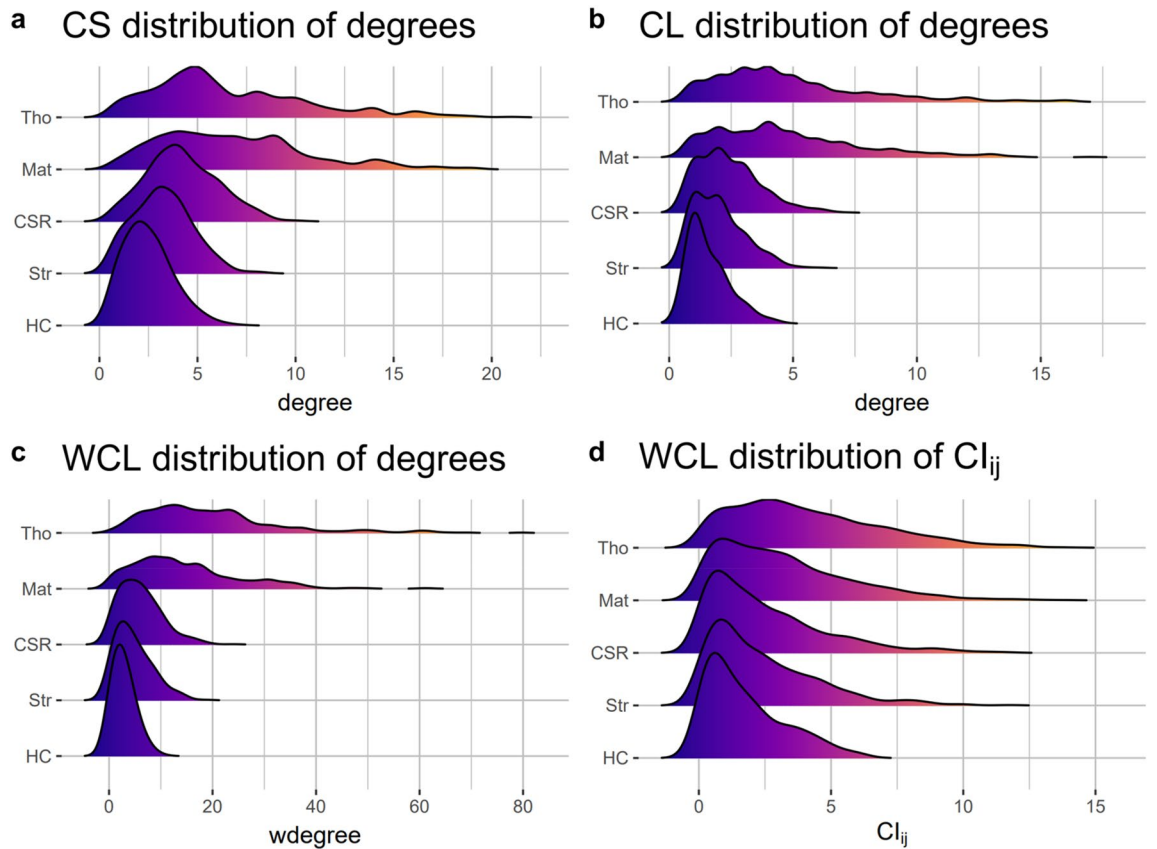 a CS distribution of degrees
Tho
Mat
CSR
Str
HC
0 5 10 15 20
degree
b CL distribution of degrees
Tho
Mat
CSR
Str
HC
0 5 10 15
degree
c WCL distribution of degrees
Tho
Mat
CSR
Str
HC
0 20 40 60 80
wdegree
d WCL distribution of CIij
Tho
Mat
CSR
Str
HC
0 5 10 15
CIij